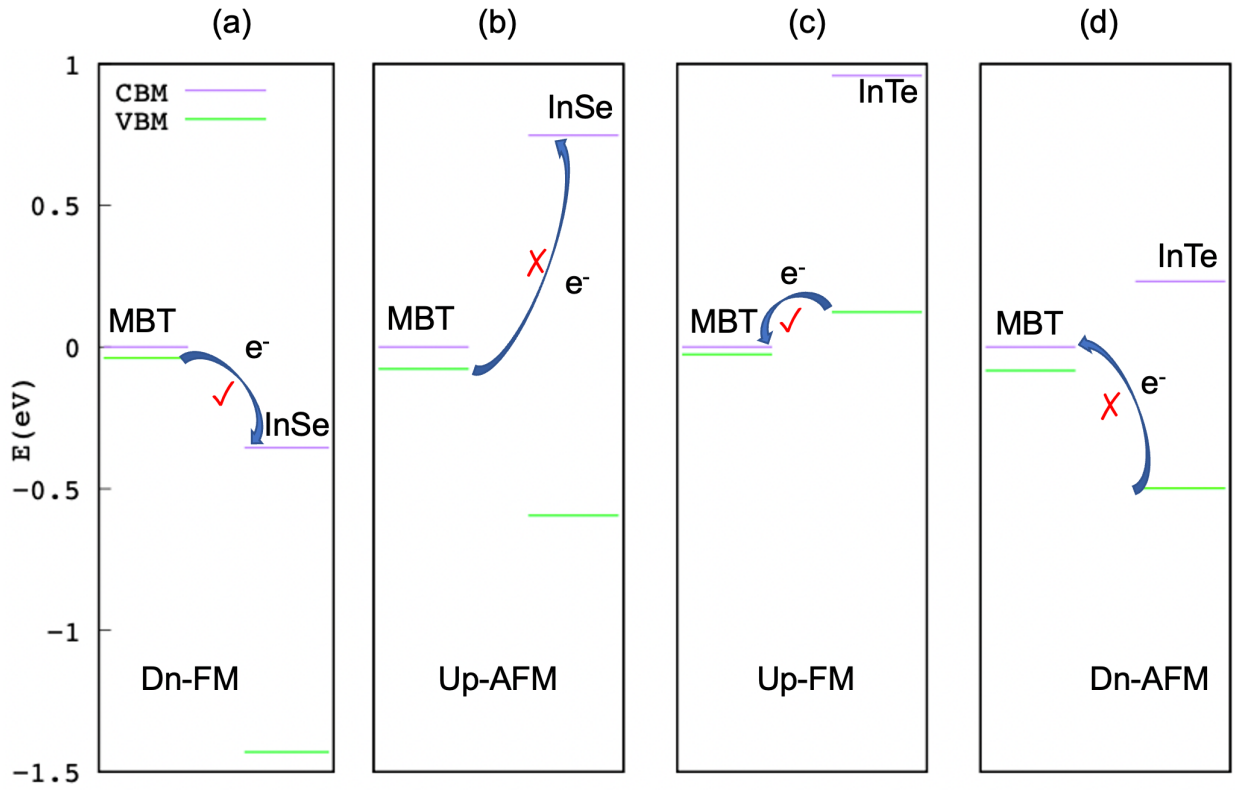 (a) (b) (c) (d)
1
CBM
VBM
InSe
InTe
0.5
InTe
e-
e-
MBT
MBT
MBT
MBT
0
e-
e-
InSe
E(eV)
−0.5
−1
Dn-FM
Up-AFM
Up-FM
Dn-AFM
−1.5